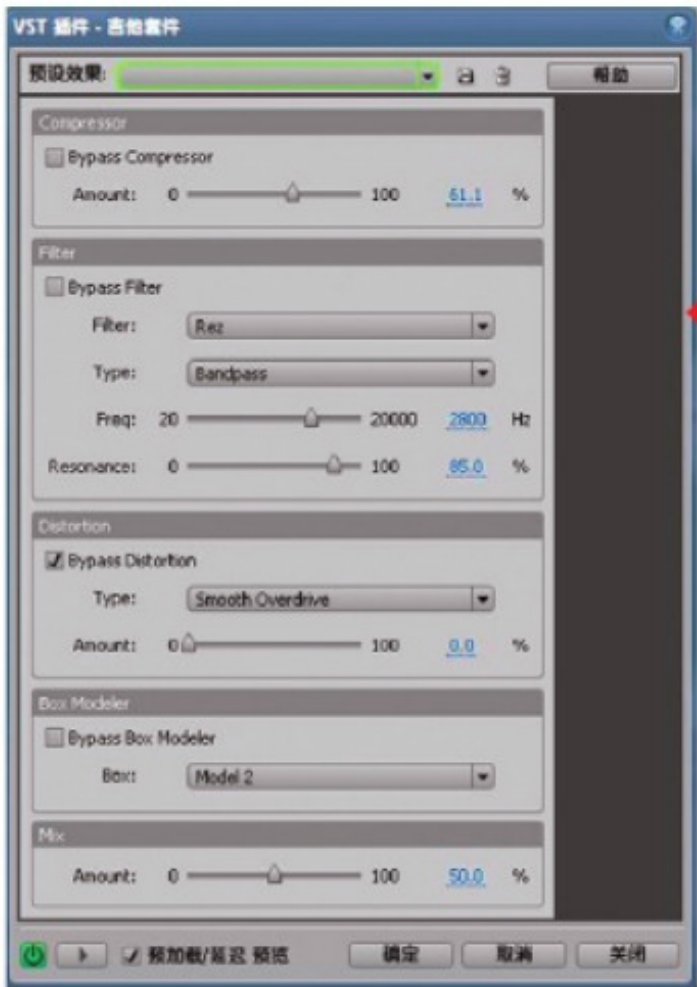 VST 插件 - 吉他套件
预设效果:
帮助
Compressor
Bypass Compressor
Amount: 0 100 61.1 %
Filter
Bypass Filter
Filter: Rez
Type: Bandpass
Freq: 20 20000 2800 Hz
Resonance: 0 100 85.0 %
Distortion
Bypass Distortion
Type: Smooth Overdrive
Amount: 0 100 0.0 %
Box Modeler
Bypass Box Modeler
Box: Model 2
Mix
Amount: 0 100 50.0 %
预加载/延迟 预览 确定 取消 关闭